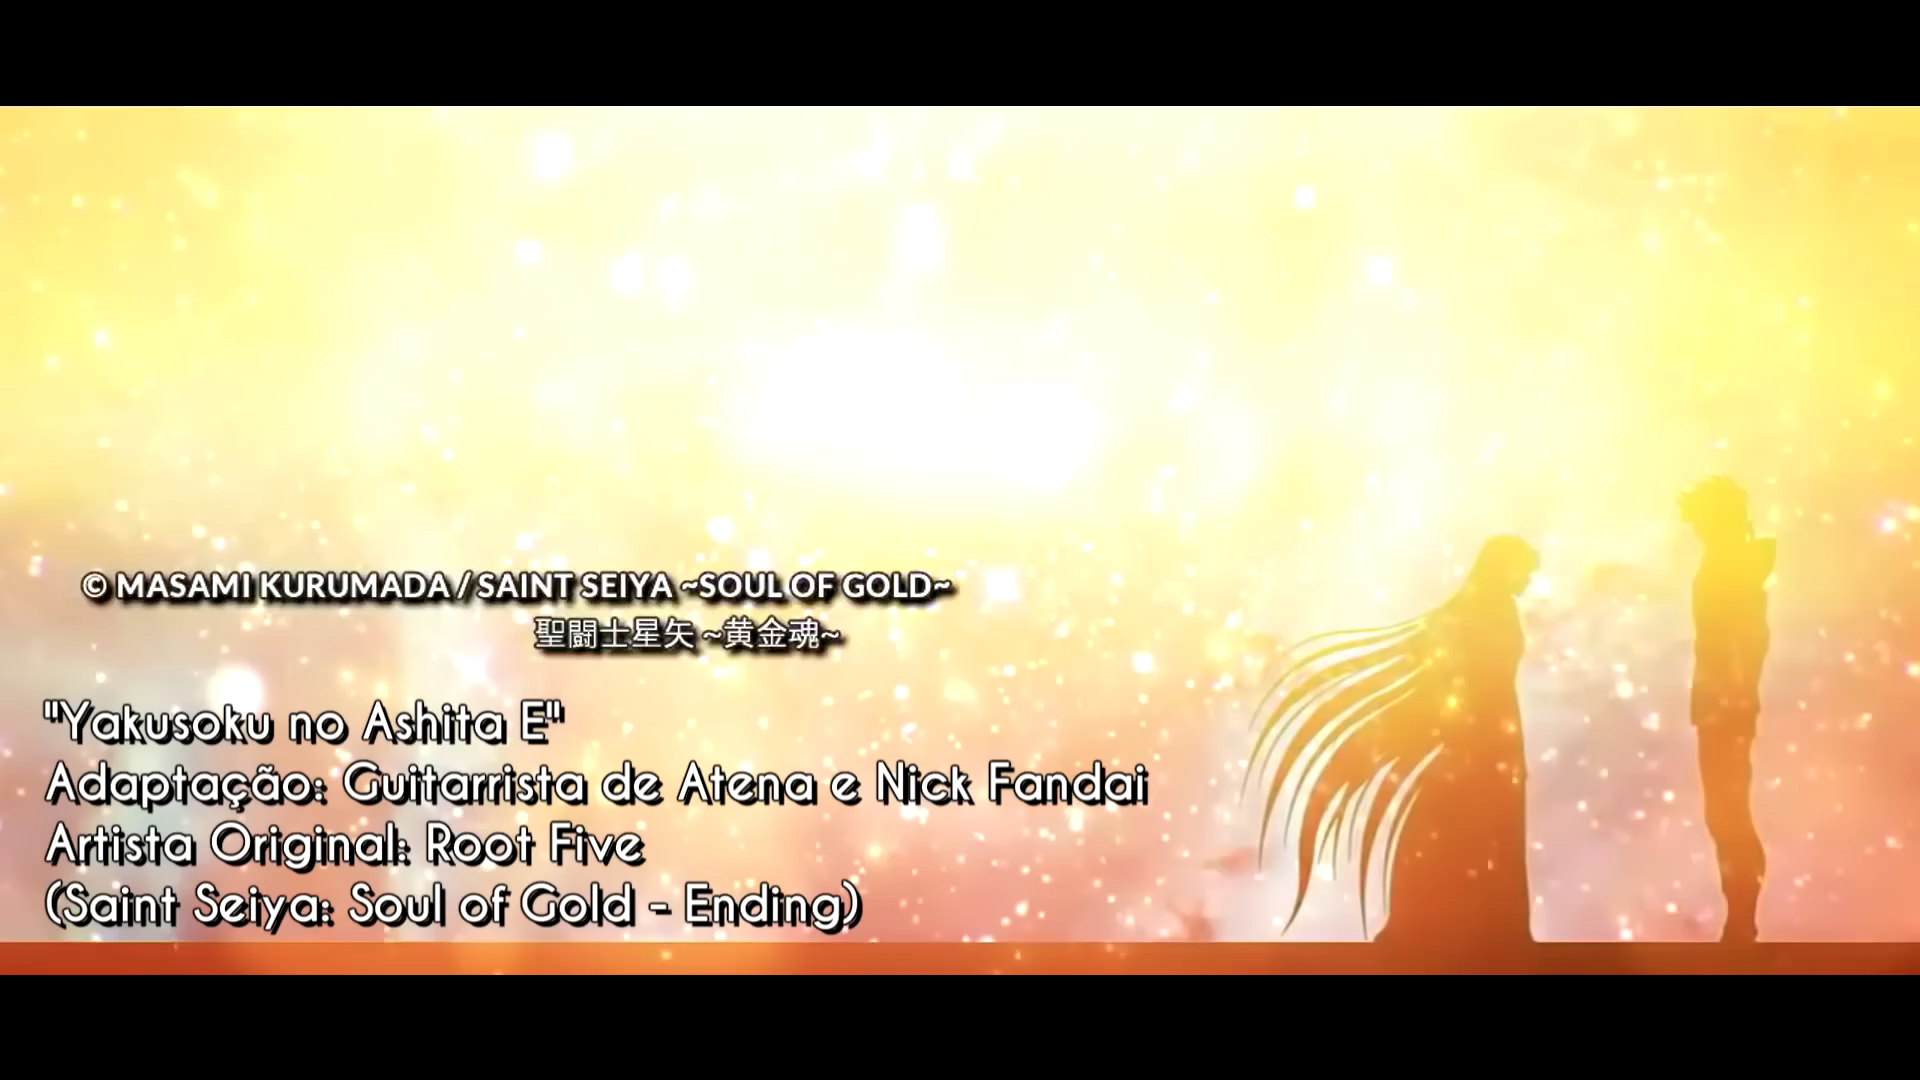 © MASAMI KURUMADA / SAINT SEIYA ~SOUL OF GOLD~
聖闘士星矢 ~黄金魂~
"Yakusoku no Ashita E"
Adaptação: Guitarrista de Atena e Nick Fandai
Artista Original: Root Five
(Saint Seiya: Soul of Gold - Ending)